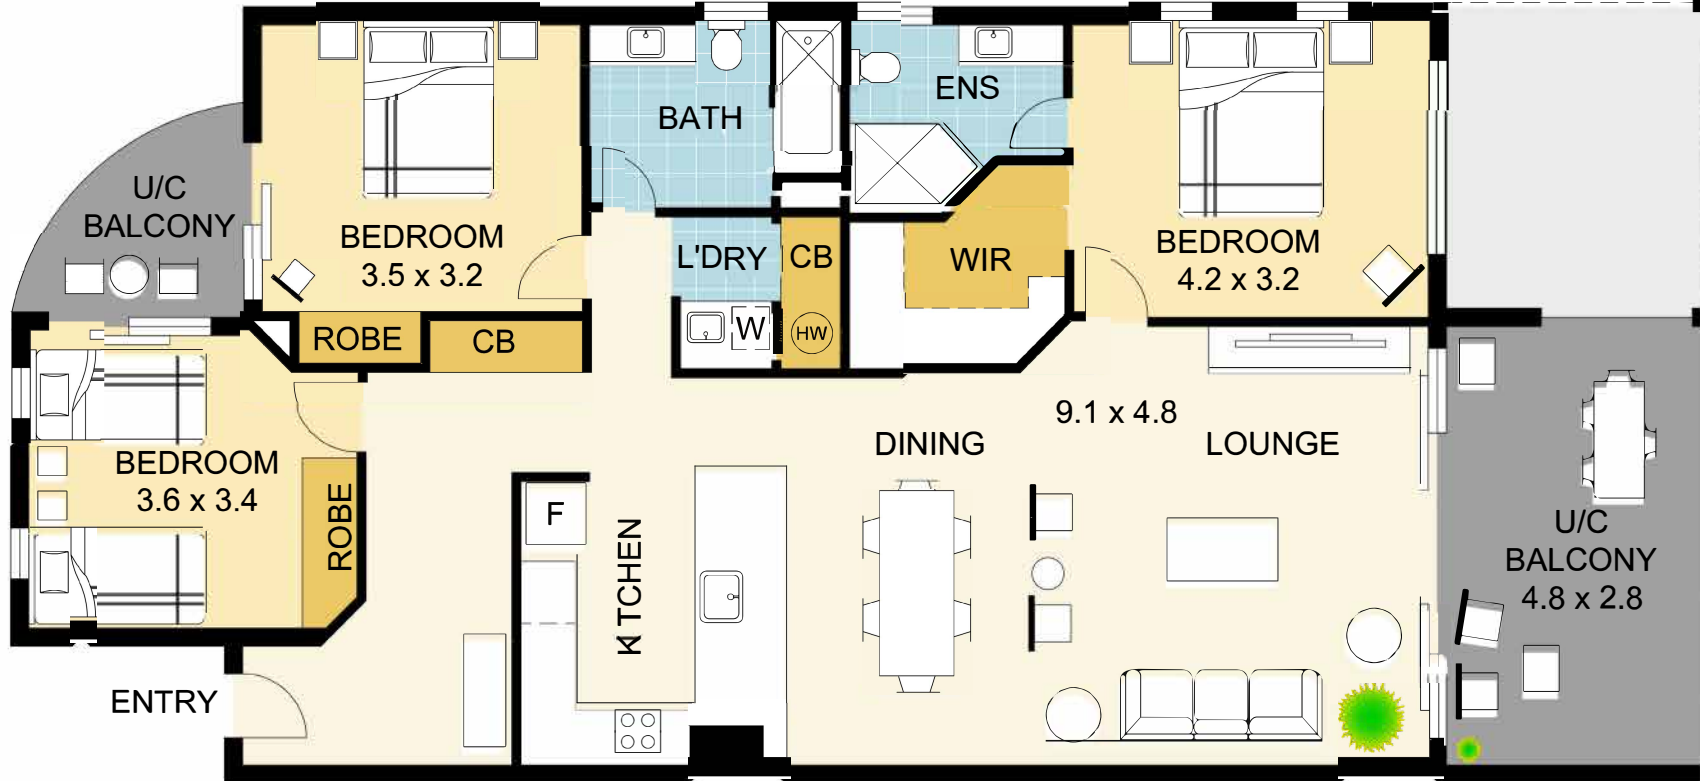 BATH
ENS
U/C
BALCONY
BEDROOM
3.5 x 3.2
L'DRY
CB
WIR
BEDROOM
4.2 x 3.2
ROBE
CB
W
HW
BEDROOM
3.6 x 3.4
ROBE
F
KITCHEN
DINING
9.1 x 4.8
LOUNGE
U/C
BALCONY
4.8 x 2.8
ENTRY